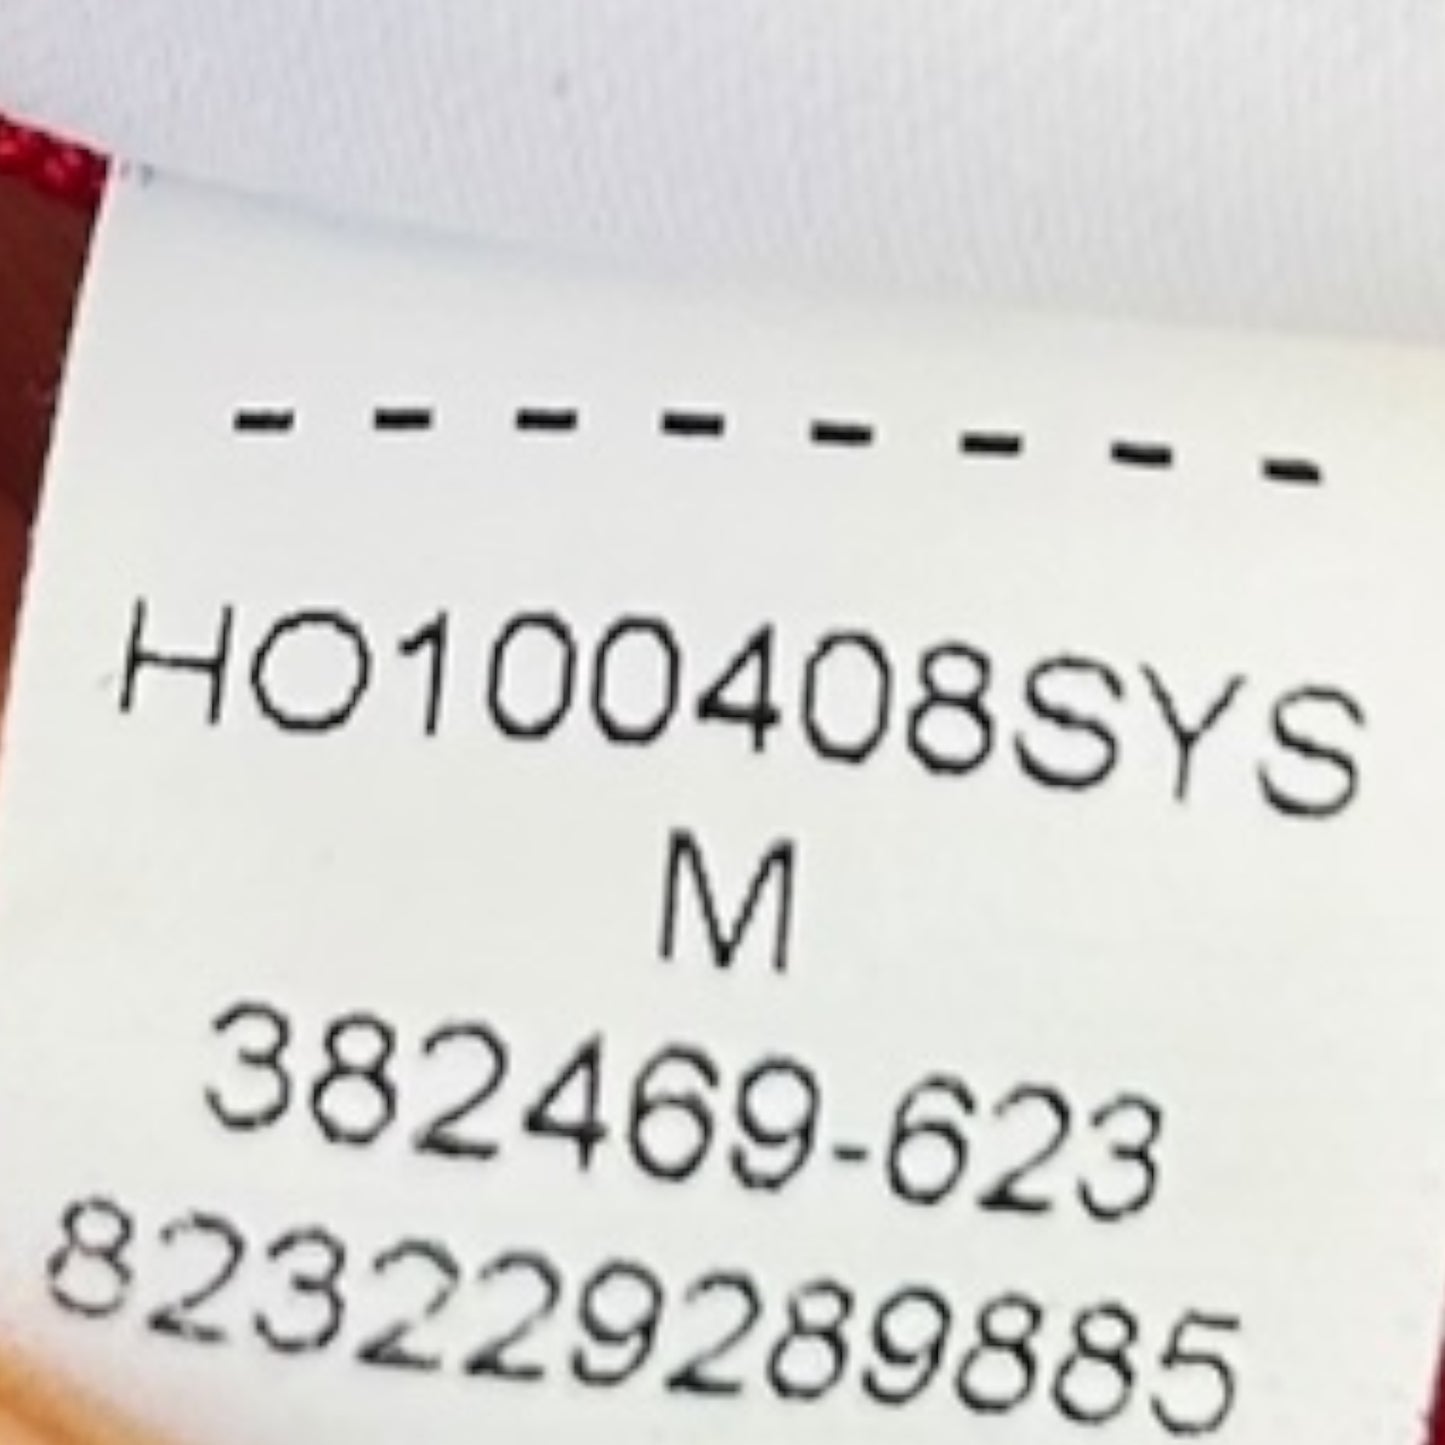 - - - - - - - -
HO100408SYS
M
382469-623
823229289885